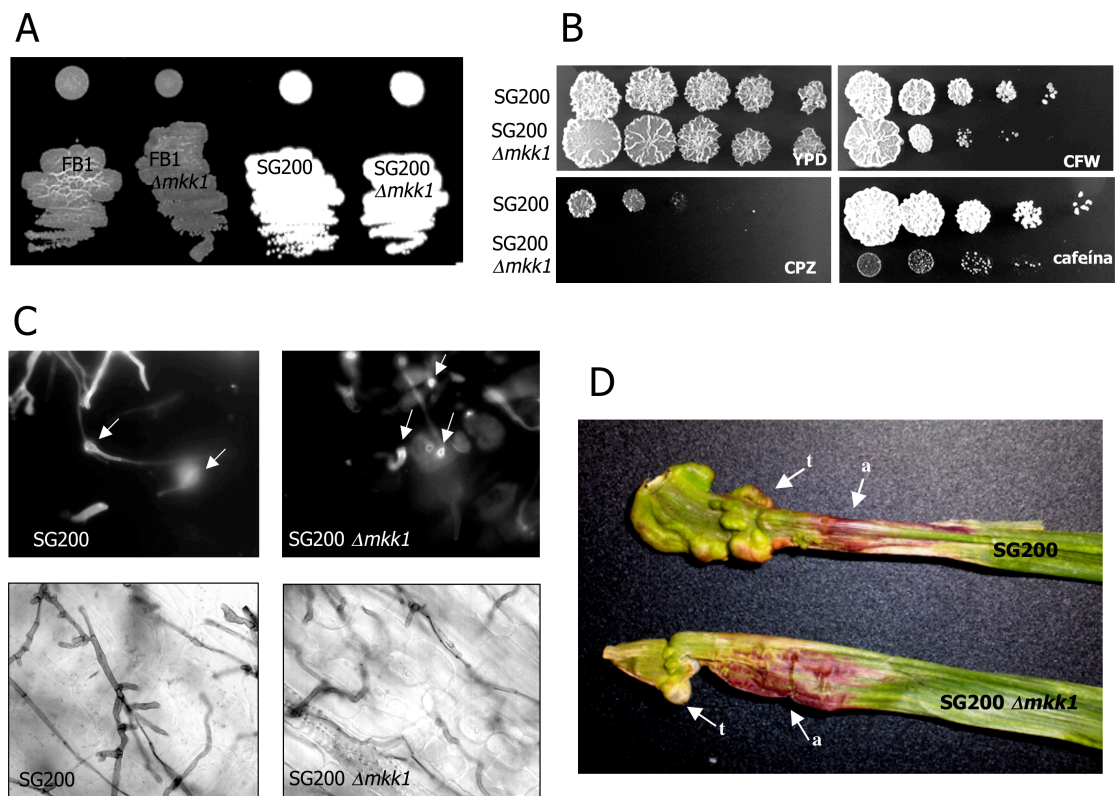 A
FB1
FB1
Δmkk1
SG200
SG200
Δmkk1
B
SG200
SG200
Δmkk1
YPD
CFW
SG200
SG200
Δmkk1
CPZ
cafeína
C
SG200
SG200 Δmkk1
SG200
SG200 Δmkk1
D
t
a
SG200
SG200 Δmkk1
t
a